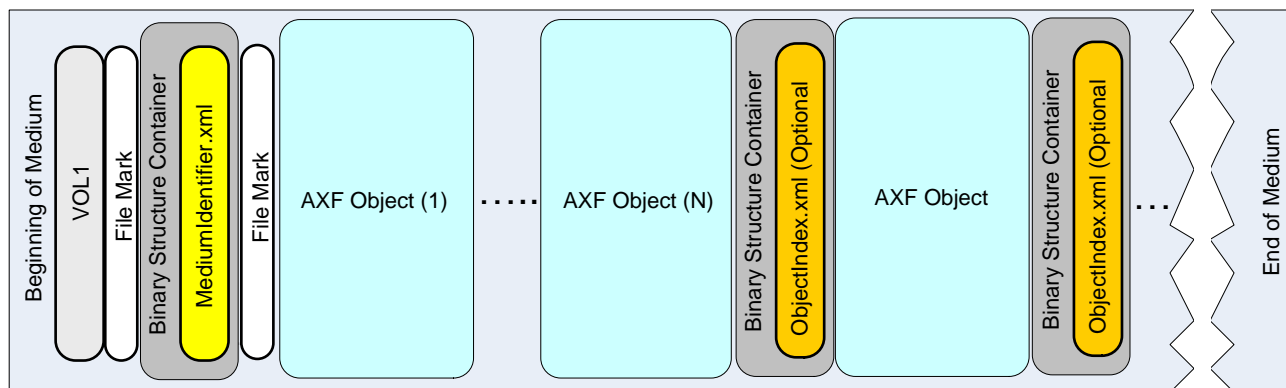 Beginning of Medium
VOL1
File Mark
Binary Structure Container
MediumIdentifier.xml
File Mark
AXF Object (1)
.....
AXF Object (N)
Binary Structure Container
ObjectIndex.xml (Optional
AXF Object
Binary Structure Container
ObjectIndex.xml (Optional
...
End of Medium